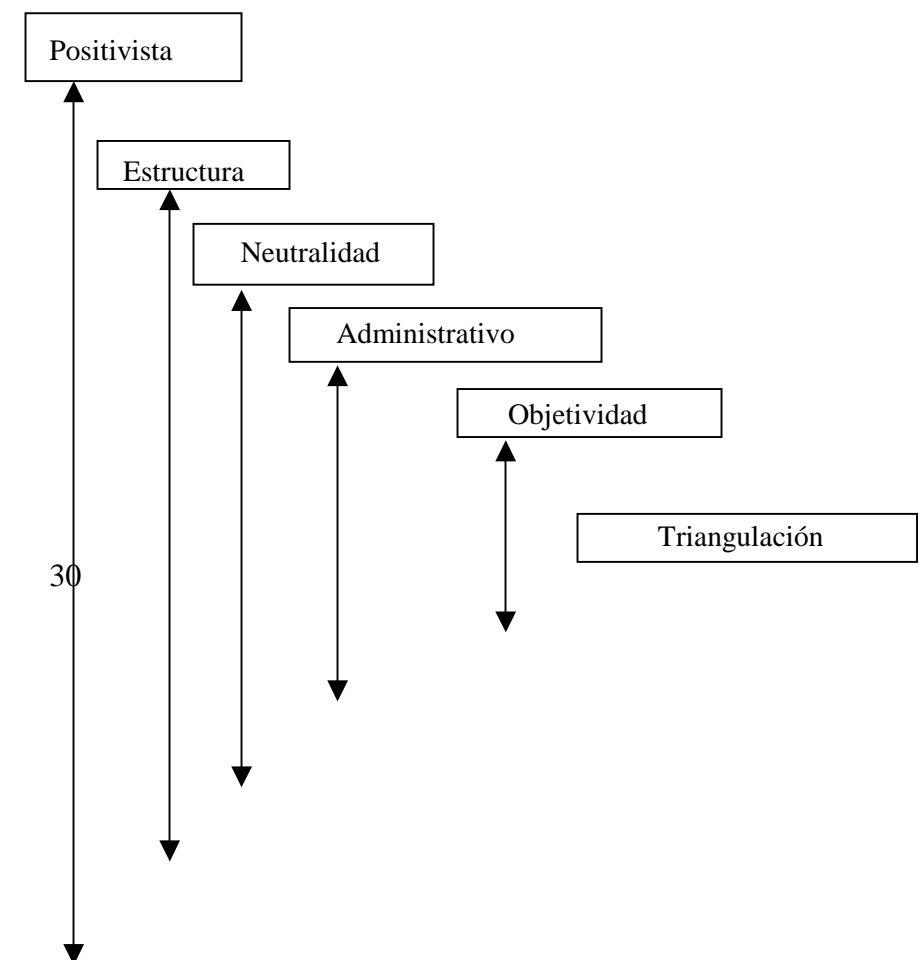 Positivista
Estructura
Neutralidad
Administrativo
Objetividad
Triangulación
30